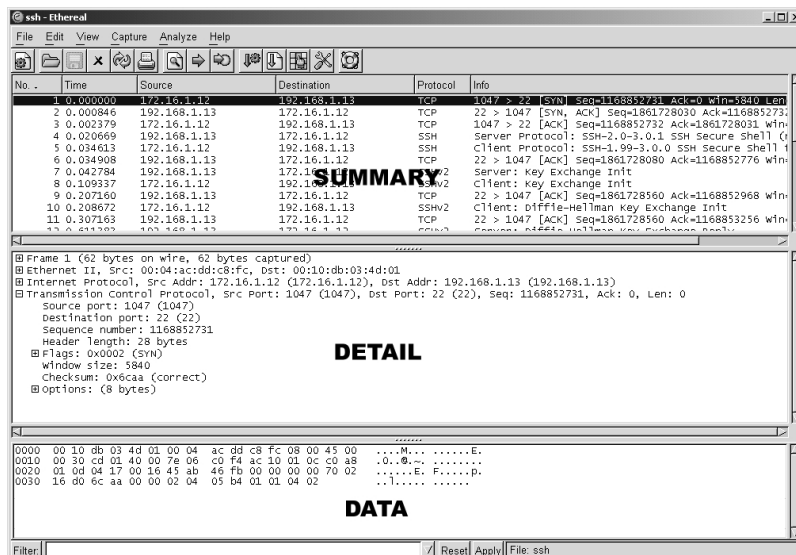 ssh - Ethereal
File Edit View Capture Analyze Help
No. . Time Source Destination Protocol Info
1 0.000000 172.16.1.12 192.168.1.13 TCP 1047 > 22 [SYN] Seq=1168852731 Ack=0 Win=5840 Len
2 0.000846 192.168.1.13 172.16.1.12 TCP 22 > 1047 [SYN, ACK] Seq=1861728030 Ack=116885273
3 0.002379 172.16.1.12 192.168.1.13 TCP 1047 > 22 [ACK] Seq=1168852732 Ack=1861728031 Win=
4 0.020669 192.168.1.13 172.16.1.12 SSH Server Protocol: SSH-2.0-3.0.1 SSH Secure Shell (
5 0.034613 172.16.1.12 192.168.1.13 SSH Client Protocol: SSH-1.99-3.0.0 SSH Secure Shell
6 0.034908 192.168.1.13 172.16.1.12 TCP 22 > 1047 [ACK] Seq=1861728080 Ack=1168852776 Win=
7 0.042784 192.168.1.13 SSHv2 Server: Key Exchange Init
SUMMARY
8 0.109337 172.16.1.12 SSHv2 Client: Key Exchange Init
9 0.207160 192.168.1.13 172.16.1.12 TCP 22 > 1047 [ACK] Seq=1861728560 Ack=1168852968 Win=
10 0.208672 172.16.1.12 192.168.1.13 SSHv2 Client: Diffie-Hellman Key Exchange Init
11 0.307163 192.168.1.13 172.16.1.12 TCP 22 > 1047 [ACK] Seq=1861728560 Ack=1168853256 Win=
Frame 1 (62 bytes on wire, 62 bytes captured)
Ethernet II, Src: 00:04:ac:dd:c8:fc, Dst: 00:10:db:03:4d:01
Internet Protocol, Src Addr: 172.16.1.12 (172.16.1.12), Dst Addr: 192.168.1.13 (192.168.1.13)
Transmission Control Protocol, Src Port: 1047 (1047), Dst Port: 22 (22), Seq: 1168852731, Ack: 0, Len: 0
Source port: 1047 (1047)
Destination port: 22 (22)
Sequence number: 1168852731
Header length: 28 bytes
Flags: 0x0002 (SYN)
DETAIL
Window size: 5840
Checksum: 0x6caa (correct)
Options: (8 bytes)
0000 00 10 db 03 4d 01 00 04 ac dd c8 fc 08 00 45 00 ....M... ......E.
0010 00 30 cd 01 40 00 7e 06 c0 f4 ac 10 01 0c c0 a8 .0..@.~. ........
0020 01 0d 04 17 00 16 45 ab 46 fb 00 00 00 00 70 02 ......E. F.....p.
0030 16 d0 6c aa 00 00 02 04 05 b4 01 01 04 02 ..l..... ......
DATA
Filter: / Reset Apply File: ssh